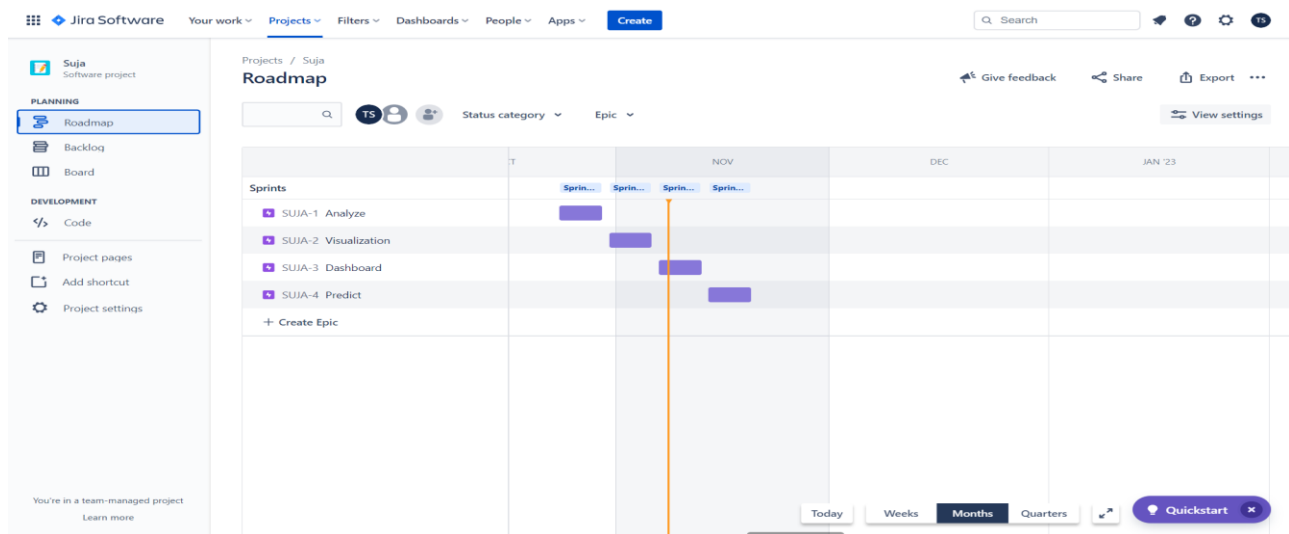 Jira Software Your work Projects Filters Dashboards People Apps Create Search TS
Suja
Software project
PLANNING
Roadmap
Backlog
Board
DEVELOPMENT
Code
Project pages
Add shortcut
Project settings
You're in a team-managed project
Learn more
Projects / Suja
Roadmap
Give feedback Share Export
TS Status category Epic View settings
NOV DEC JAN '23
Sprints Sprin... Sprin... Sprin... Sprin...
SUJA-1 Analyze
SUJA-2 Visualization
SUJA-3 Dashboard
SUJA-4 Predict
+ Create Epic
Today Weeks Months Quarters
Quickstart